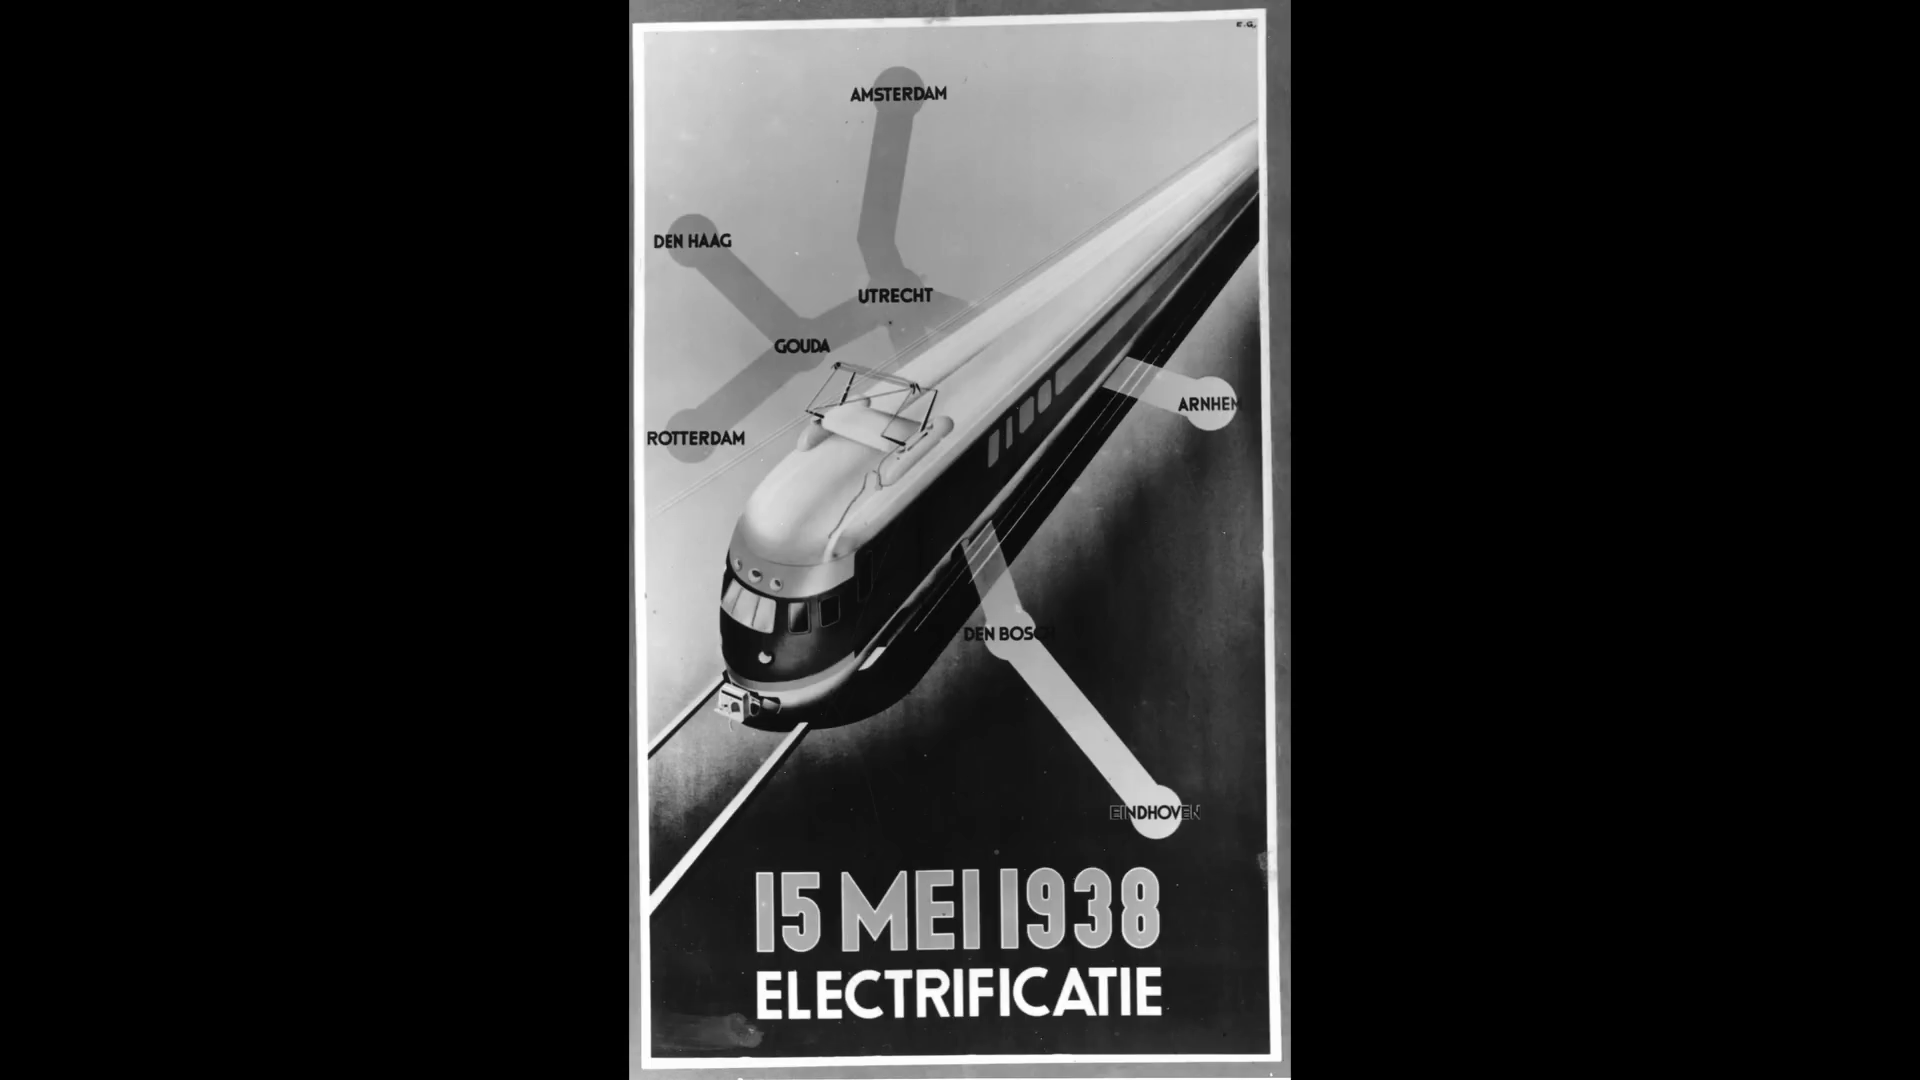 E.G.
AMSTERDAM
DEN HAAG
UTRECHT
GOUDA
ARNHEM
ROTTERDAM
DEN BOSCH
EINDHOVEN
15 MEI 1938
ELECTRIFICATIE